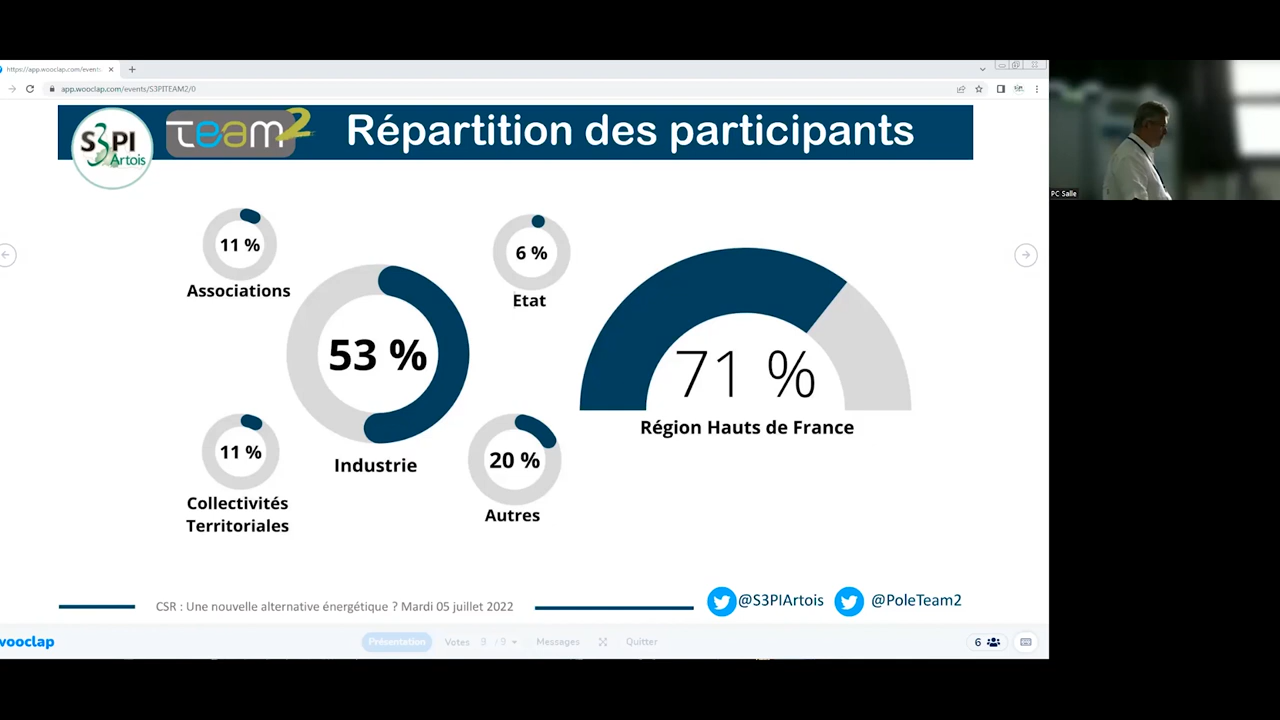 https://app.wooclap.com/events
app.wooclap.com/events/S3PITEAM2/0
S3PI
Artois
team2
Répartition des participants
11 %
Associations
6 %
Etat
53 %
Industrie
71 %
Région Hauts de France
11 %
Collectivités
Territoriales
20 %
Autres
CSR : Une nouvelle alternative énergétique ? Mardi 05 juillet 2022
@S3PIArtois
@PoleTeam2
wooclap
Présentation
Votes
/ 9
Messages
Quitter
6
PC Salle